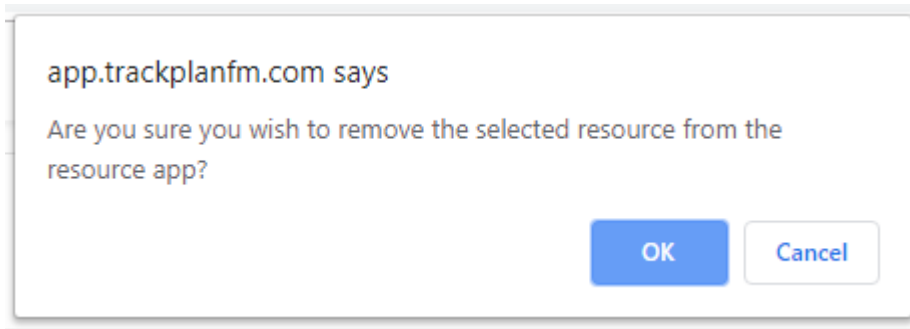 app.trackplanfm.com says
Are you sure you wish to remove the selected resource from the
resource app?
OK
Cancel